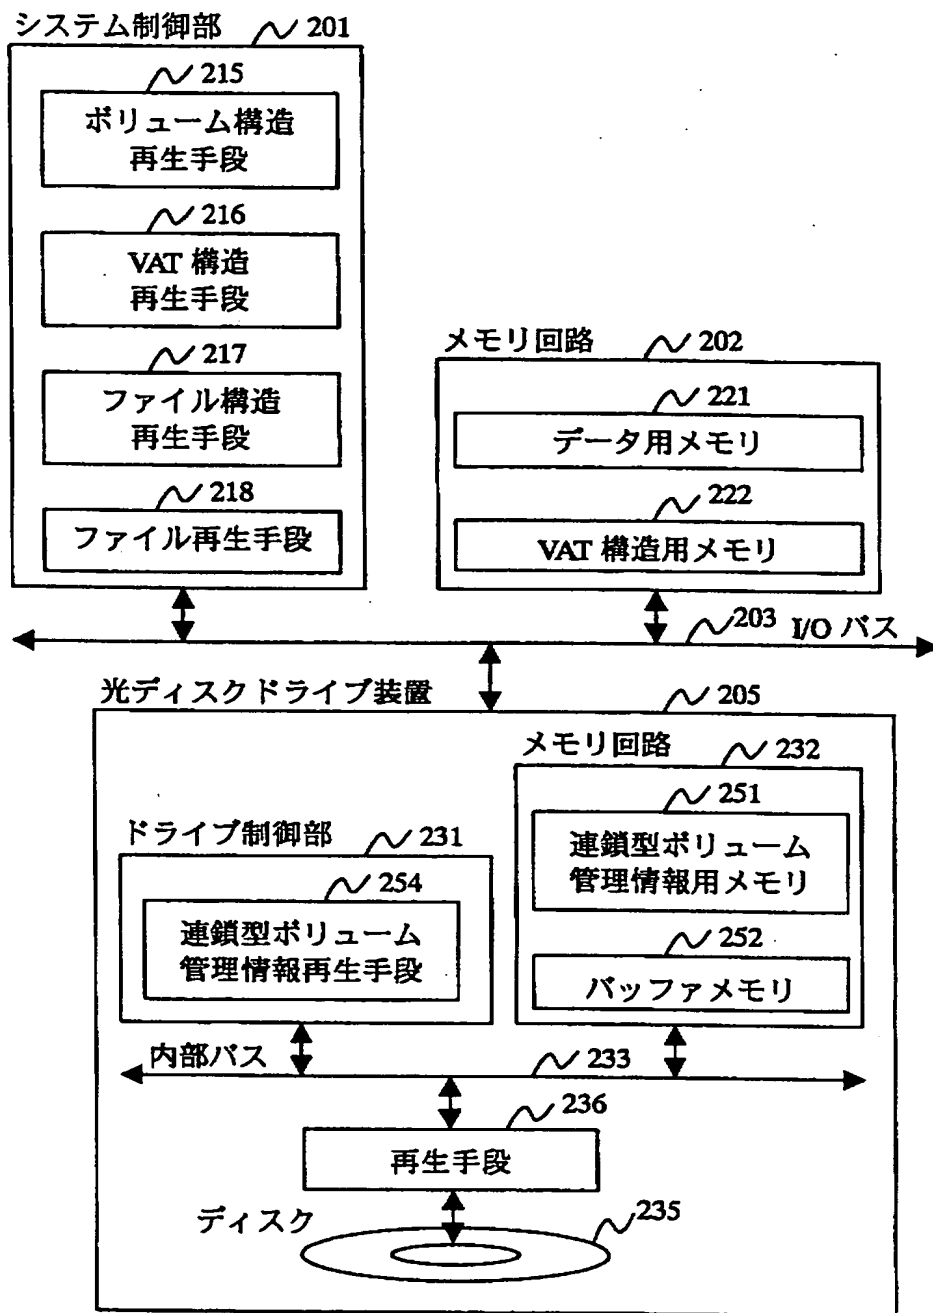 システム制御部 201
215
ボリューム構造
再生手段
216
VAT 構造
再生手段
217
ファイル構造
再生手段
218
ファイル再生手段
メモリ回路 202
221
データ用メモリ
222
VAT 構造用メモリ
203 I/O バス
光ディスクドライブ装置 205
メモリ回路 232
251
連鎖型ボリューム
管理情報用メモリ
252
バッファメモリ
ドライブ制御部 231
254
連鎖型ボリューム
管理情報再生手段
内部バス 233
236
再生手段
ディスク 235